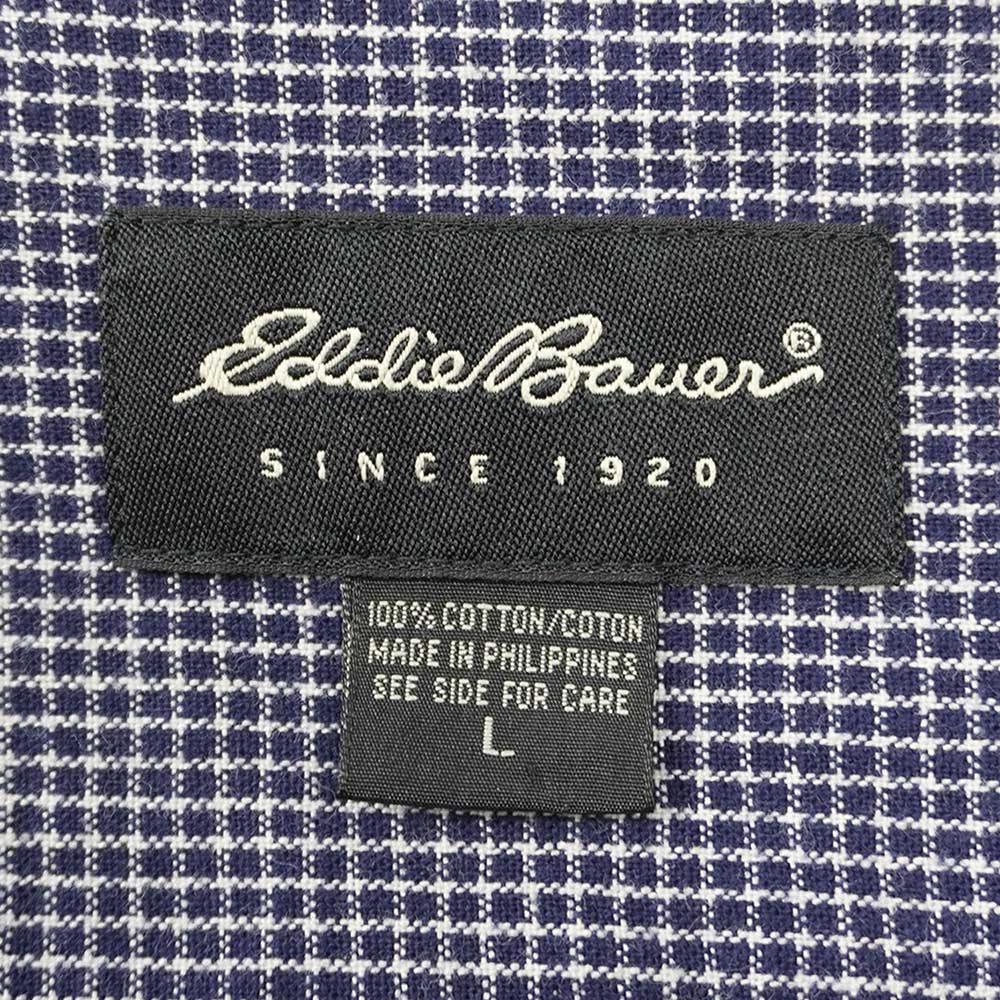 Eddie Bauer®
SINCE 1920
100% COTTON/COTON
MADE IN PHILIPPINES
SEE SIDE FOR CARE
L